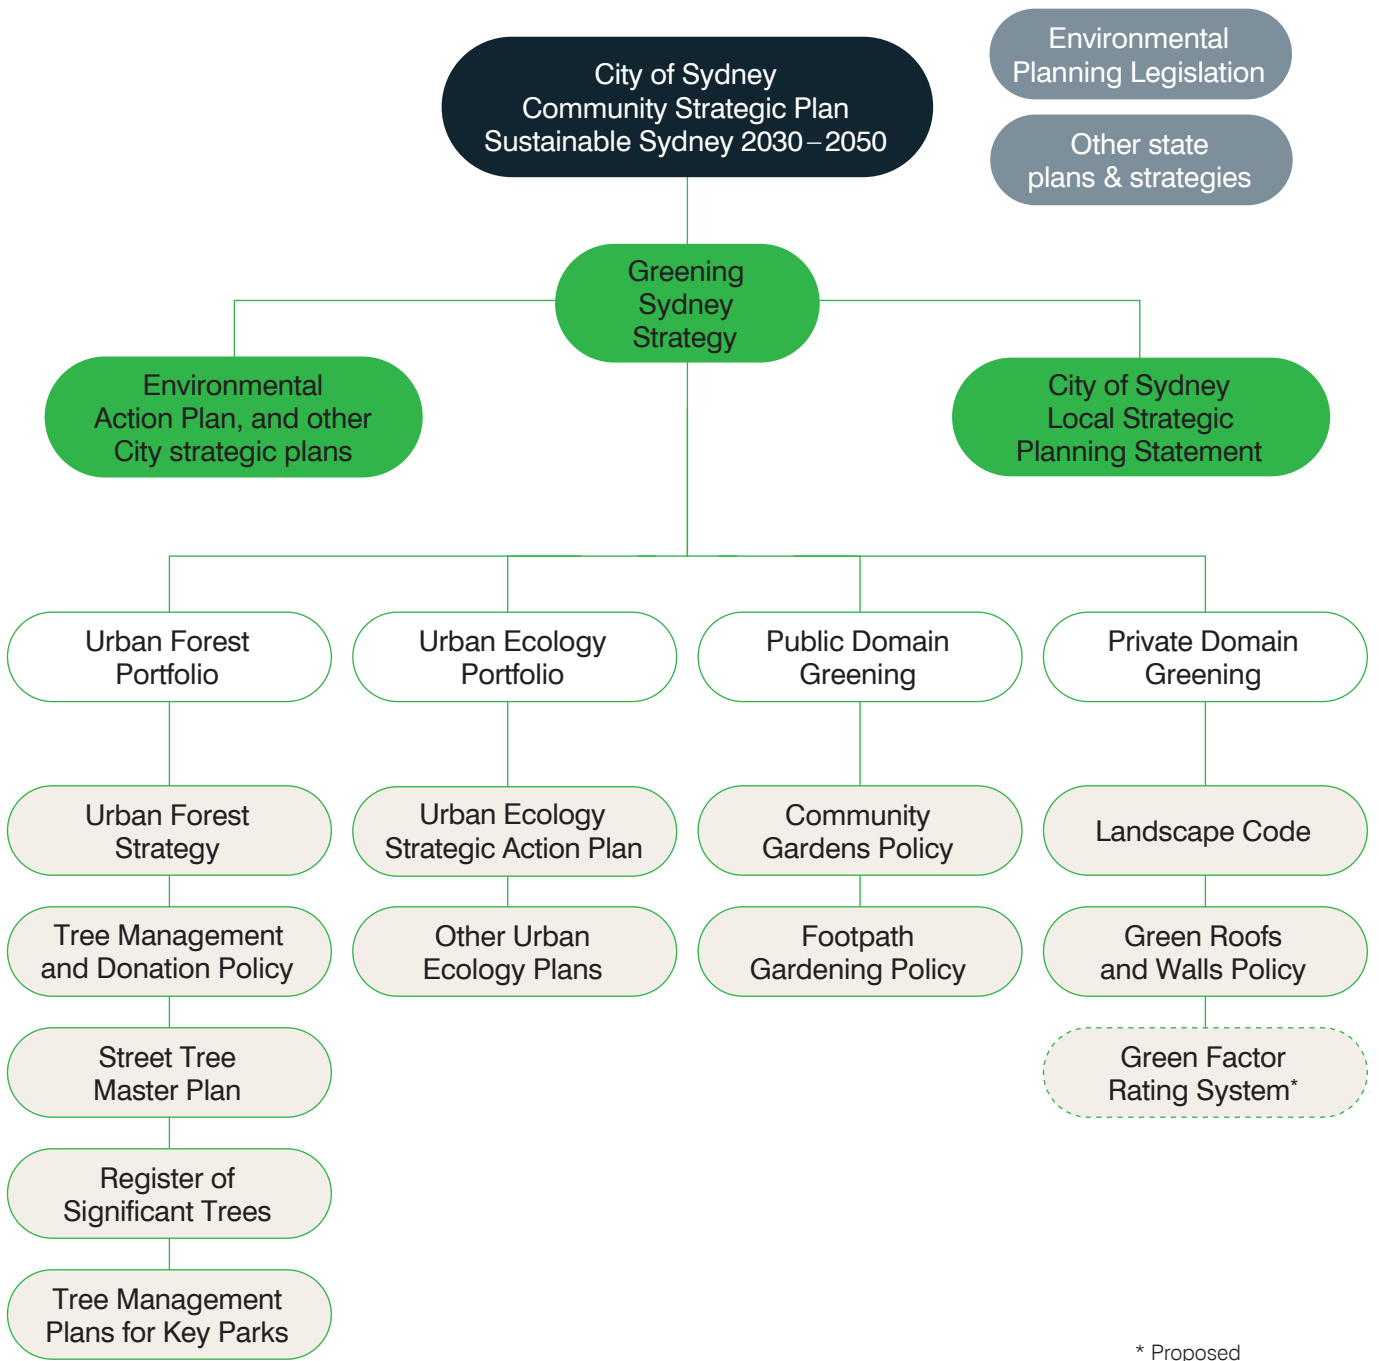 City of Sydney
Community Strategic Plan
Sustainable Sydney 2030–2050
Environmental
Planning Legislation
Other state
plans & strategies
Greening
Sydney
Strategy
Environmental
Action Plan, and other
City strategic plans
City of Sydney
Local Strategic
Planning Statement
Urban Forest
Portfolio
Urban Ecology
Portfolio
Public Domain
Greening
Private Domain
Greening
Urban Forest
Strategy
Urban Ecology
Strategic Action Plan
Community
Gardens Policy
Landscape Code
Tree Management
and Donation Policy
Other Urban
Ecology Plans
Footpath
Gardening Policy
Green Roofs
and Walls Policy
Street Tree
Master Plan
Green Factor
Rating System*
Register of
Significant Trees
Tree Management
Plans for Key Parks
* Proposed